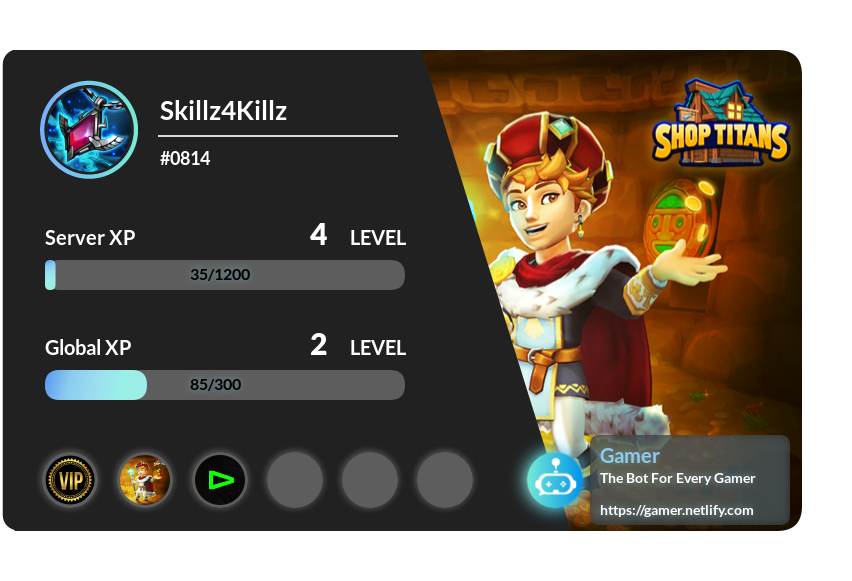 Skillz4Killz
#0814
SHOP TITANS
Server XP
4 LEVEL
35/1200
Global XP
2 LEVEL
85/300
VIP
Gamer
The Bot For Every Gamer
https://gamer.netlify.com